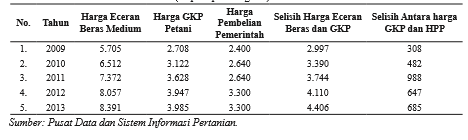 No. Tahun Harga Eceran Beras Medium Harga GKP Petani Harga Pembelian Pemerintah Selisih Harga Eceran Beras dan GKP Selisih Antara harga GKP dan HPP
1. 2009 5.705 2.708 2.400 2.997 308
2. 2010 6.512 3.122 2.640 3.390 482
3. 2011 7.372 3.628 2.640 3.744 988
4. 2012 8.057 3.947 3.300 4.110 647
5. 2013 8.391 3.985 3.300 4.406 685
Sumber: Pusat Data dan Sistem Informasi Pertanian.